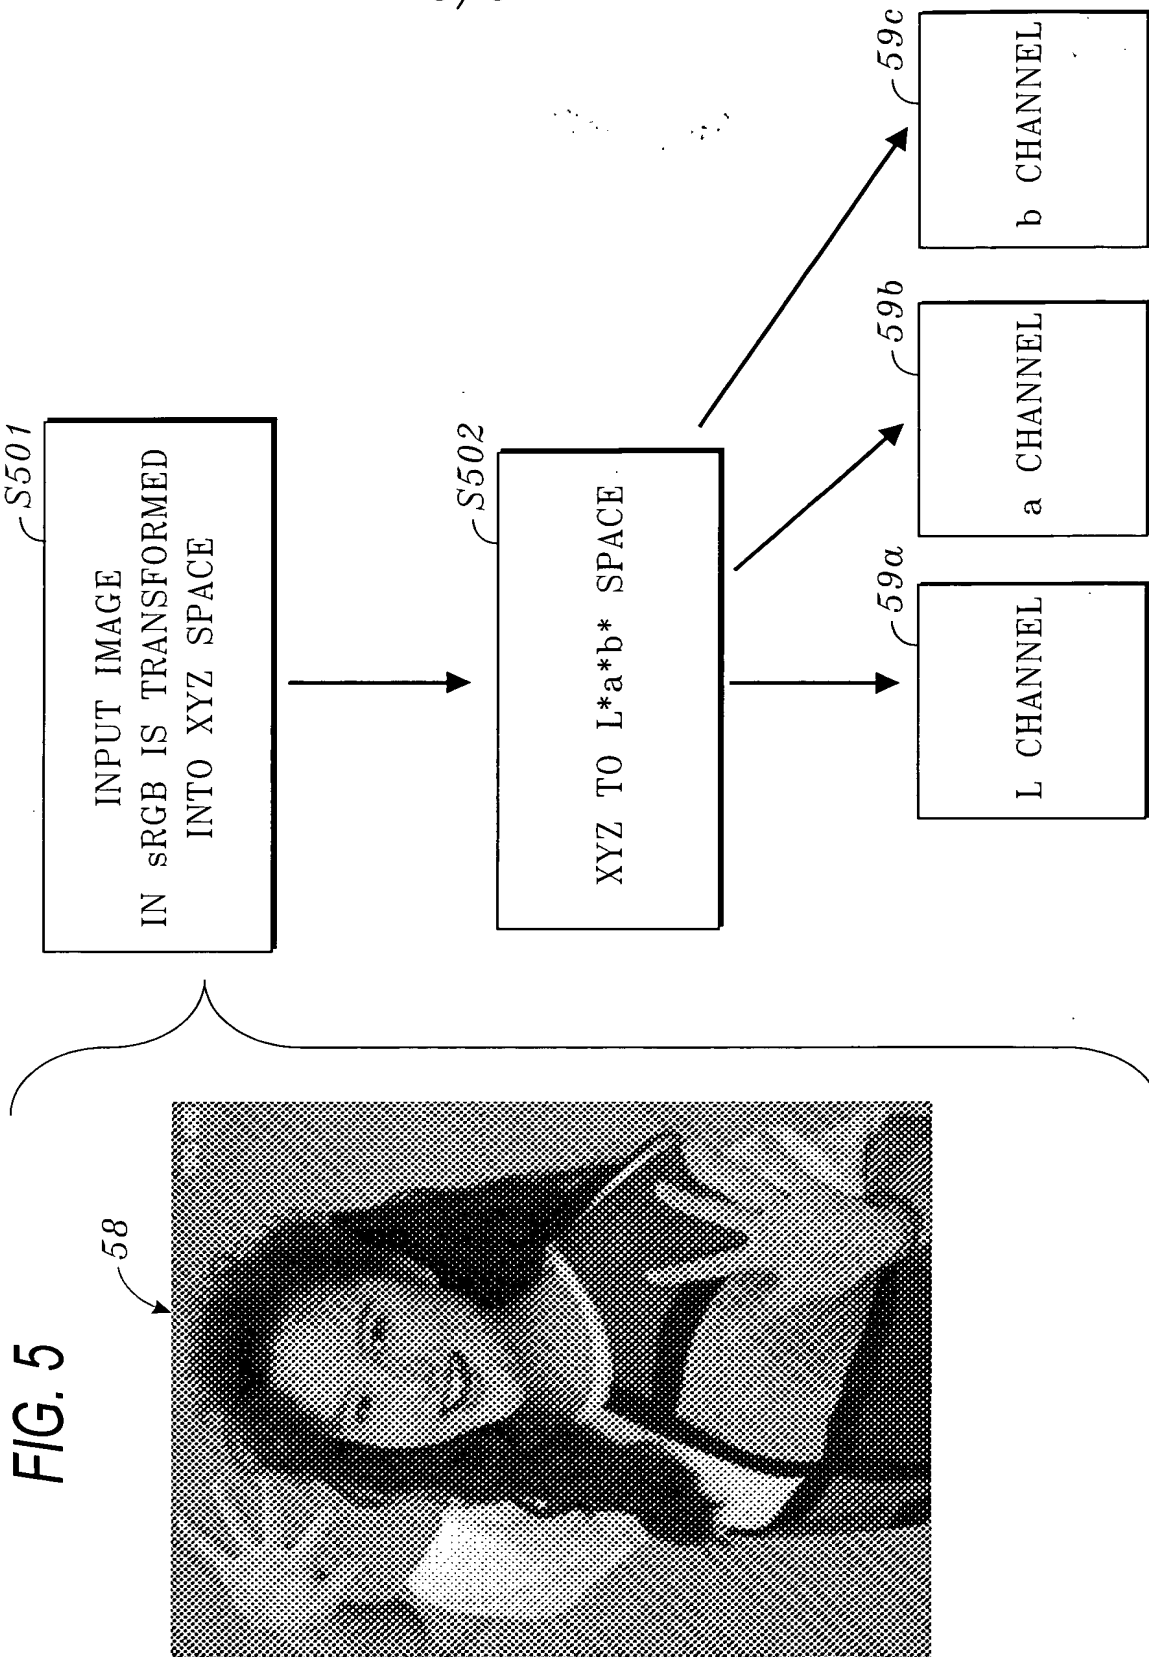 FIG. 5
58
S501
INPUT IMAGE
IN sRGB IS TRANSFORMED
INTO XYZ SPACE
S502
XYZ TO L*a*b* SPACE
59a
L CHANNEL
59b
a CHANNEL
59c
b CHANNEL